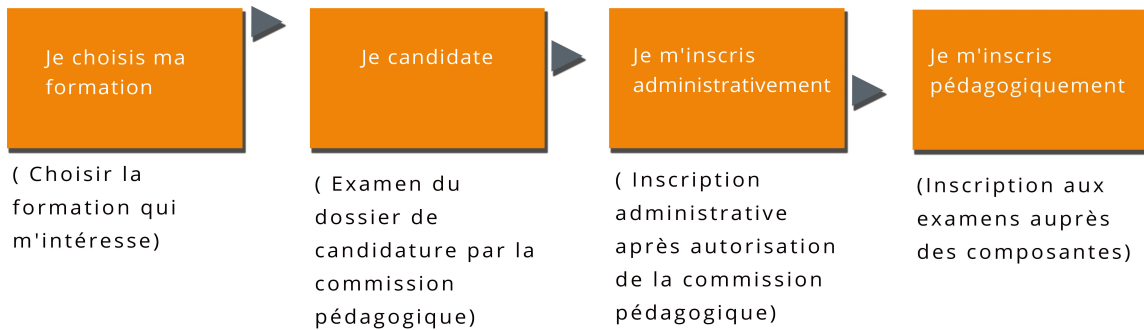 Je choisis ma
formation
Je candidate
Je m'inscris
administrativement
Je m'inscris
pédagogiquement
( Choisir la
formation qui
m'intéresse)
( Examen du
dossier de
candidature par la
commission
pédagogique)
( Inscription
administrative
après autorisation
de la commission
pédagogique)
(Inscription aux
examens auprès
des composantes)